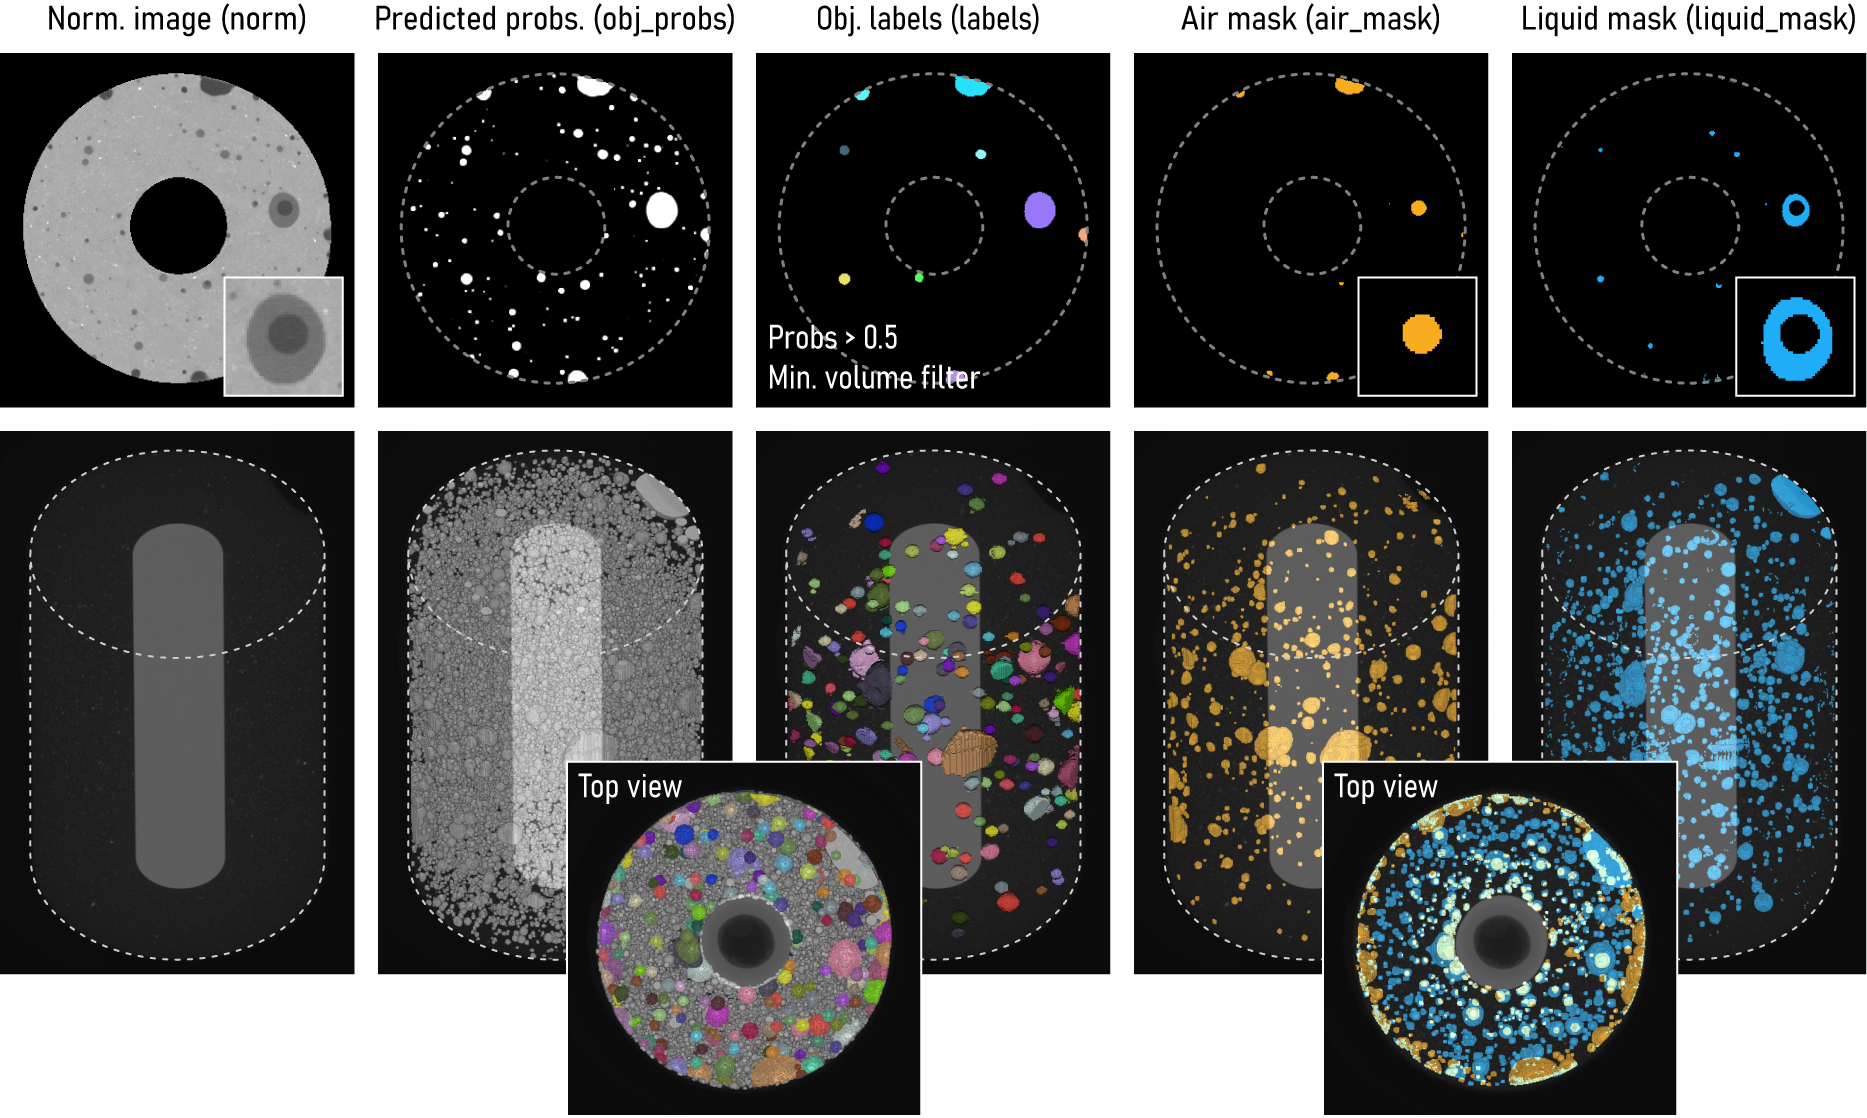 Norm. image (norm)
Predicted probs. (obj_probs)
Obj. labels (labels)
Air mask (air_mask)
Liquid mask (liquid_mask)
Probs > 0.5
Min. volume filter
Top view
Top view